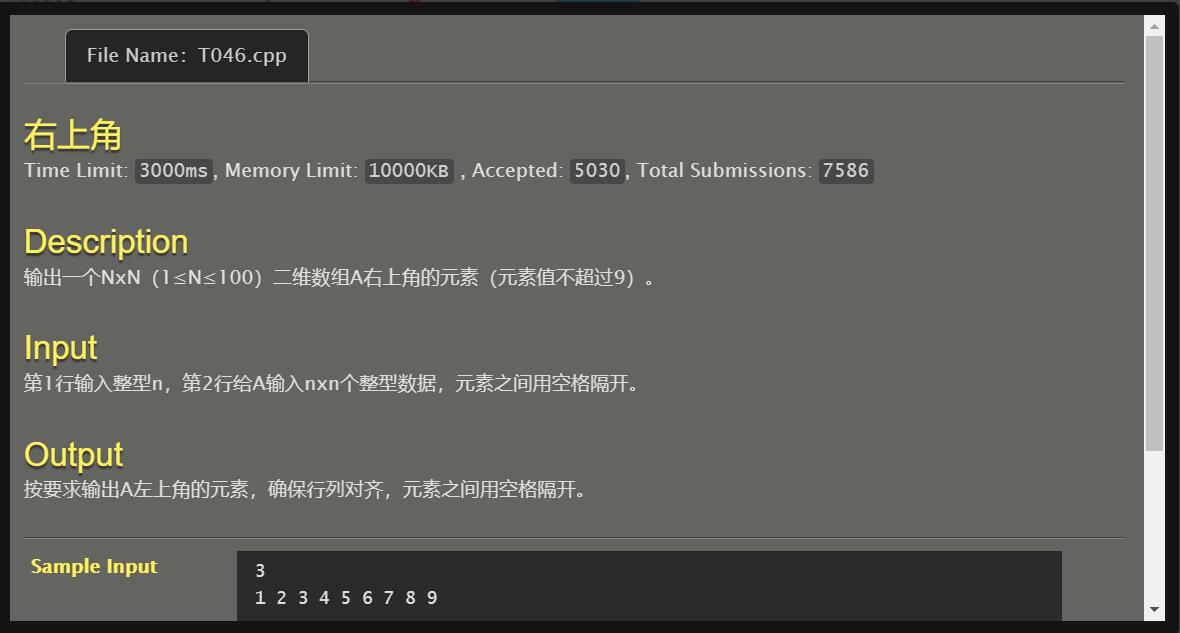 File Name：T046.cpp
右上角
Time Limit: 3000ms, Memory Limit: 10000KB , Accepted: 5030, Total Submissions: 7586
Description
输出一个NxN（1≤N≤100）二维数组A右上角的元素（元素值不超过9）。
Input
第1行输入整型n，第2行给A输入nxn个整型数据，元素之间用空格隔开。
Output
按要求输出A左上角的元素，确保行列对齐，元素之间用空格隔开。
Sample Input
3
1 2 3 4 5 6 7 8 9